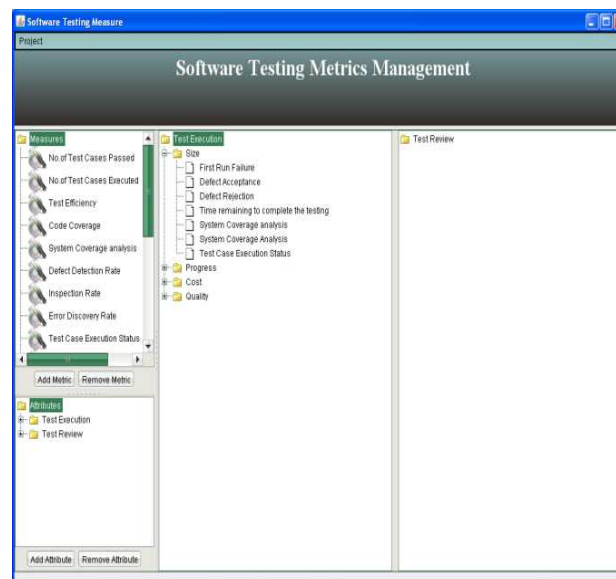 Software Testing Measure
Project
Software Testing Metrics Management
Measures
No.of Test Cases Passed
No.of Test Cases Executed
Test Efficiency
Code Coverage
System Coverage analysis
Defect Detection Rate
Inspection Rate
Error Discovery Rate
Test Case Execution Status
Add Metric Remove Metric
Attributes
Test Execution
Test Review
Add Attribute Remove Attribute
Test Execution
Size
First Run Failure
Defect Acceptance
Defect Rejection
Time remaining to complete the testing
System Coverage analysis
System Coverage Analysis
Test Case Execution Status
Progress
Cost
Quality
Test Review